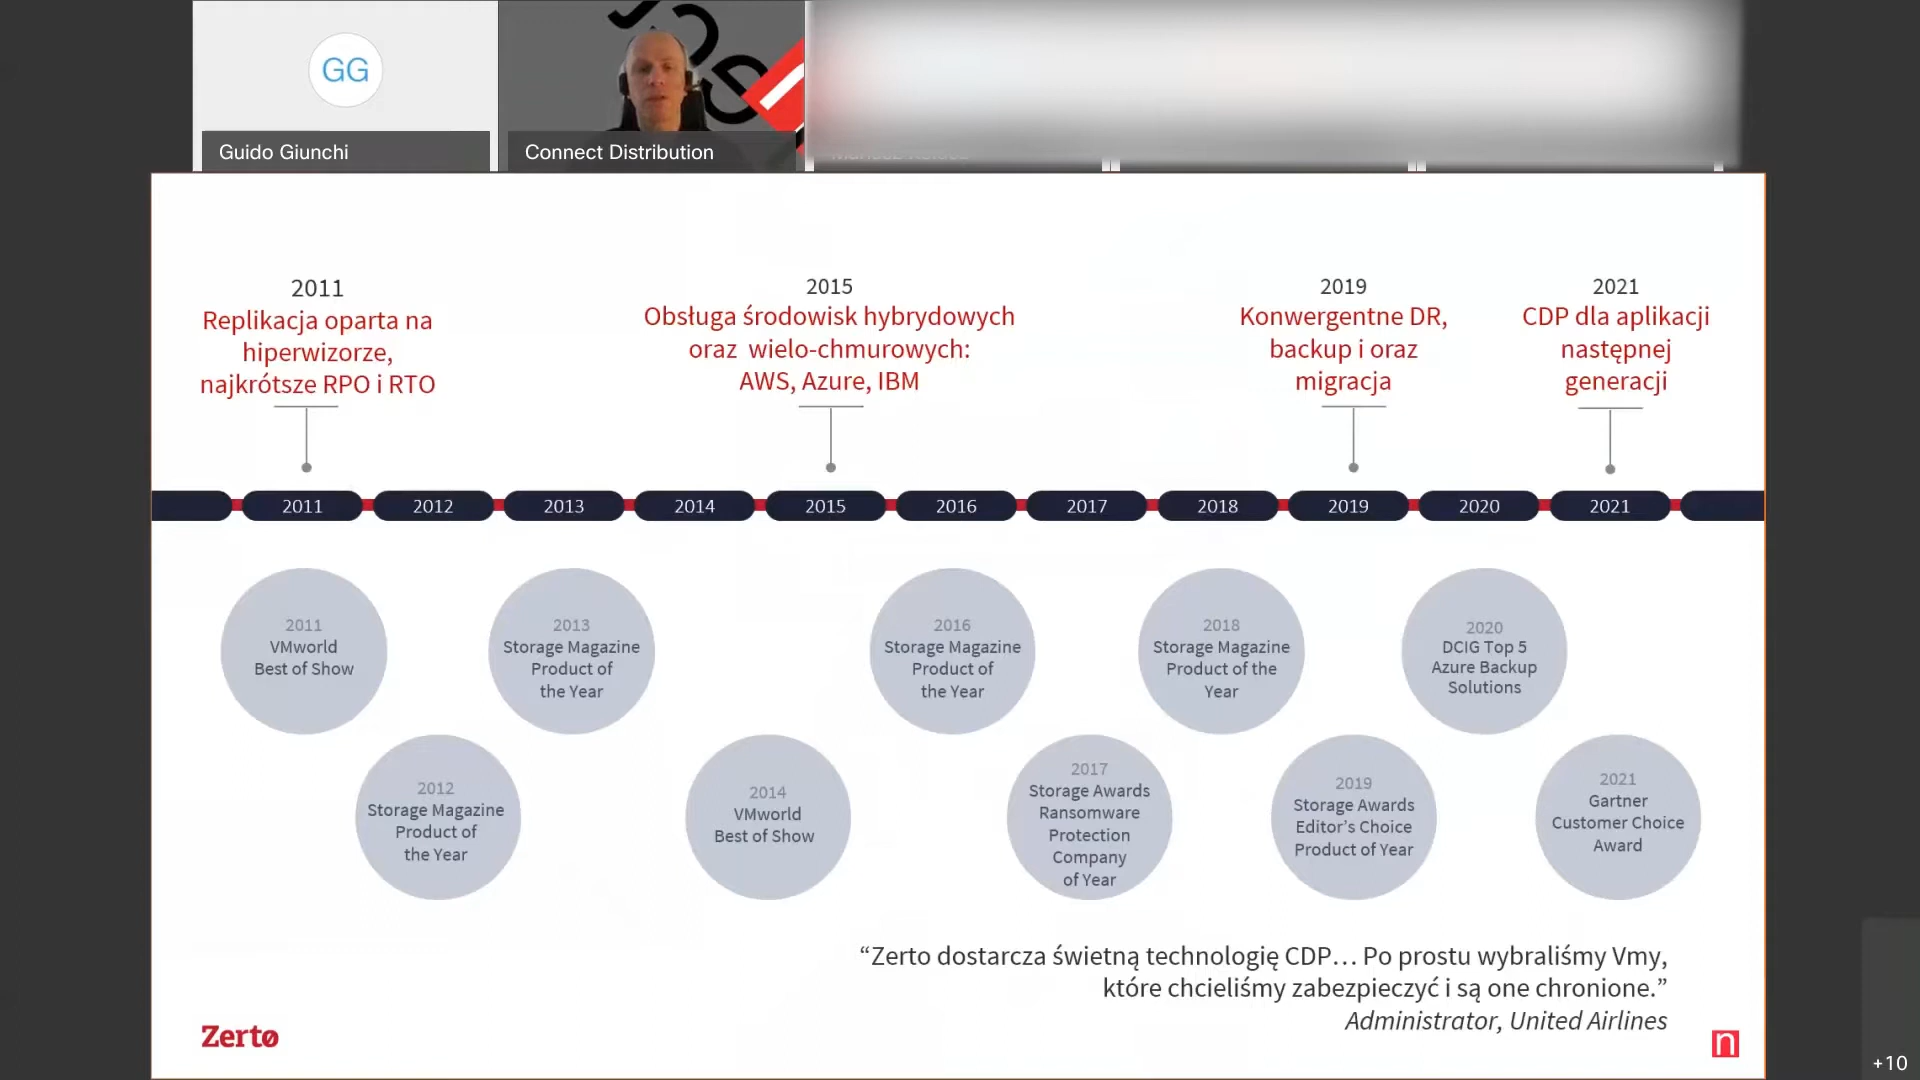 GG
Guido Giunchi
Connect Distribution
2011
Replikacja oparta na
hiperwizorze,
najkrótsze RPO i RTO
2015
Obsługa środowisk hybrydowych
oraz wielo-chmurowych:
AWS, Azure, IBM
2019
Konwergentne DR,
backup i oraz
migracja
2021
CDP dla aplikacji
następnej
generacji
2011 2012 2013 2014 2015 2016 2017 2018 2019 2020 2021
2011
VMworld
Best of Show
2013
Storage Magazine
Product of
the Year
2016
Storage Magazine
Product of
the Year
2018
Storage Magazine
Product of the
Year
2020
DCIG Top 5
Azure Backup
Solutions
2012
Storage Magazine
Product of
the Year
2014
VMworld
Best of Show
2017
Storage Awards
Ransomware
Protection
Company
of Year
2019
Storage Awards
Editor’s Choice
Product of Year
2021
Gartner
Customer Choice
Award
“Zerto dostarcza świetną technologię CDP… Po prostu wybraliśmy Vmy,
które chcieliśmy zabezpieczyć i są one chronione.”
Administrator, United Airlines
Zerto
n
+10